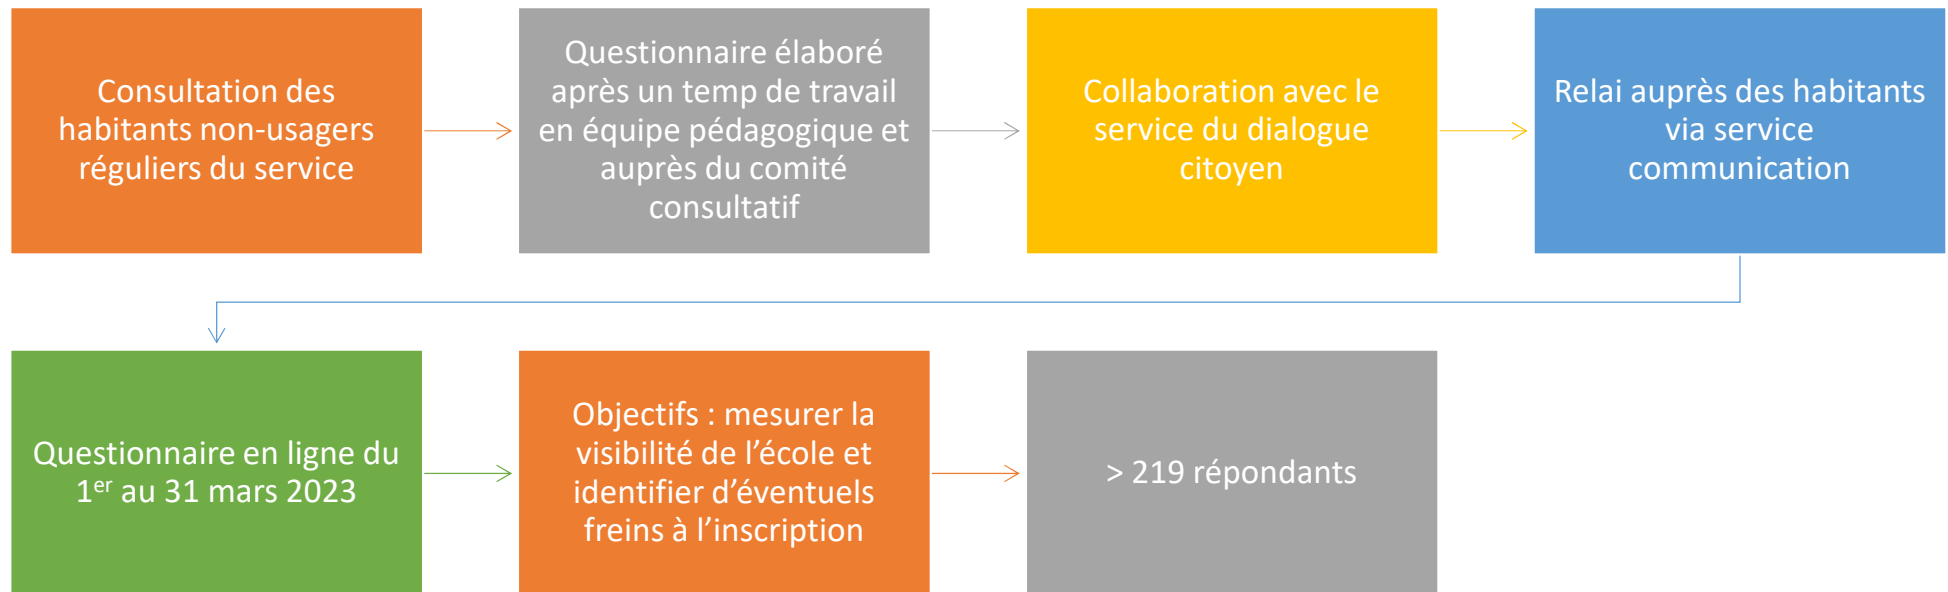 Consultation des
habitants non-usagers
réguliers du service
Questionnaire élaboré
après un temps de travail
en équipe pédagogique et
auprès du comité
consultatif
Collaboration avec le
service du dialogue
citoyen
Relai auprès des habitants
via service
communication
Questionnaire en ligne du
1er au 31 mars 2023
Objectifs : mesurer la
visibilité de l’école et
identifier d’éventuels
freins à l’inscription
> 219 répondants